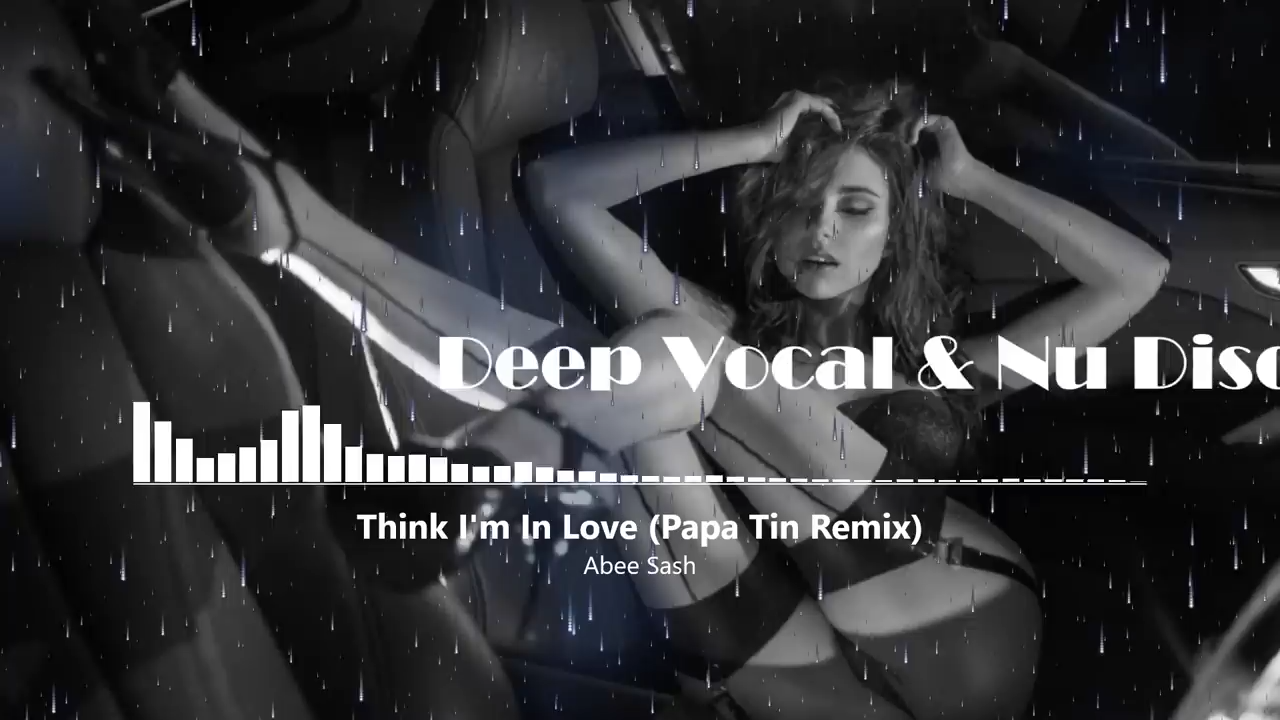 Deep Vocal & Nu Disc
Think I'm In Love (Papa Tin Remix)
Abee Sash